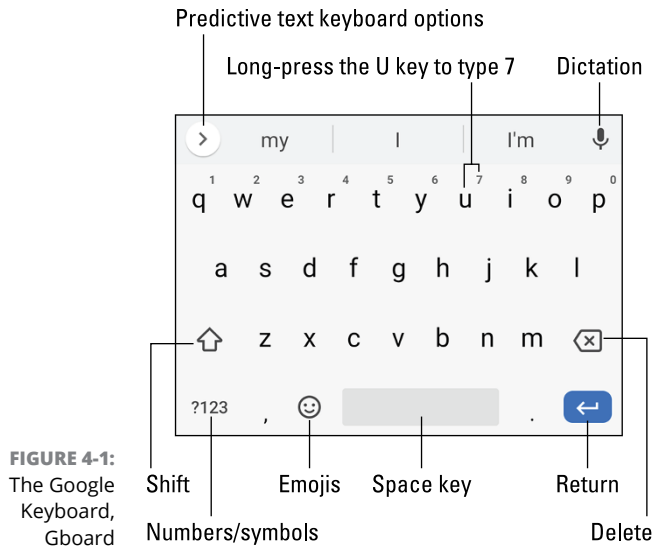 Predictive text keyboard options
Long-press the U key to type 7
Dictation
my
I
I'm
q 1 w 2 e 3 r 4 t 5 y 6 u 7 i 8 o 9 p 0
a s d f g h j k l
z x c v b n m
?123 , .
FIGURE 4-1:
The Google
Keyboard,
Gboard
Shift
Emojis
Space key
Return
Numbers/symbols
Delete